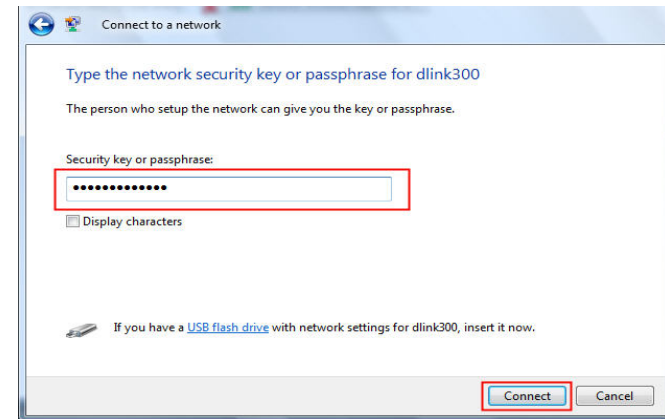 Connect to a network
Type the network security key or passphrase for dlink300
The person who setup the network can give you the key or passphrase.
Security key or passphrase:
•••••••••••••
Display characters
If you have a USB flash drive with network settings for dlink300, insert it now.
Connect Cancel